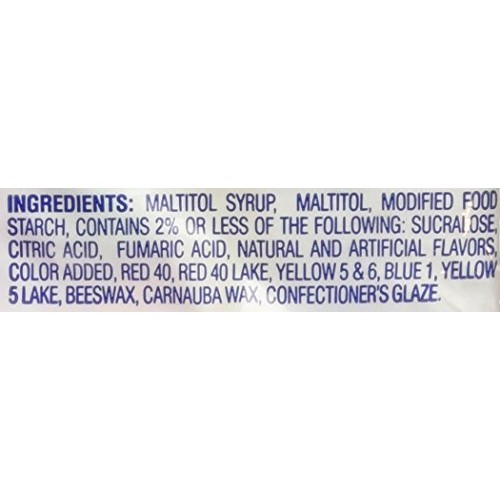 INGREDIENTS: MALTITOL SYRUP, MALTITOL, MODIFIED FOOD
STARCH, CONTAINS 2% OR LESS OF THE FOLLOWING: SUCRALOSE,
CITRIC ACID, FUMARIC ACID, NATURAL AND ARTIFICIAL FLAVORS,
COLOR ADDED, RED 40, RED 40 LAKE, YELLOW 5 & 6, BLUE 1, YELLOW
5 LAKE, BEESWAX, CARNAUBA WAX, CONFECTIONER'S GLAZE.